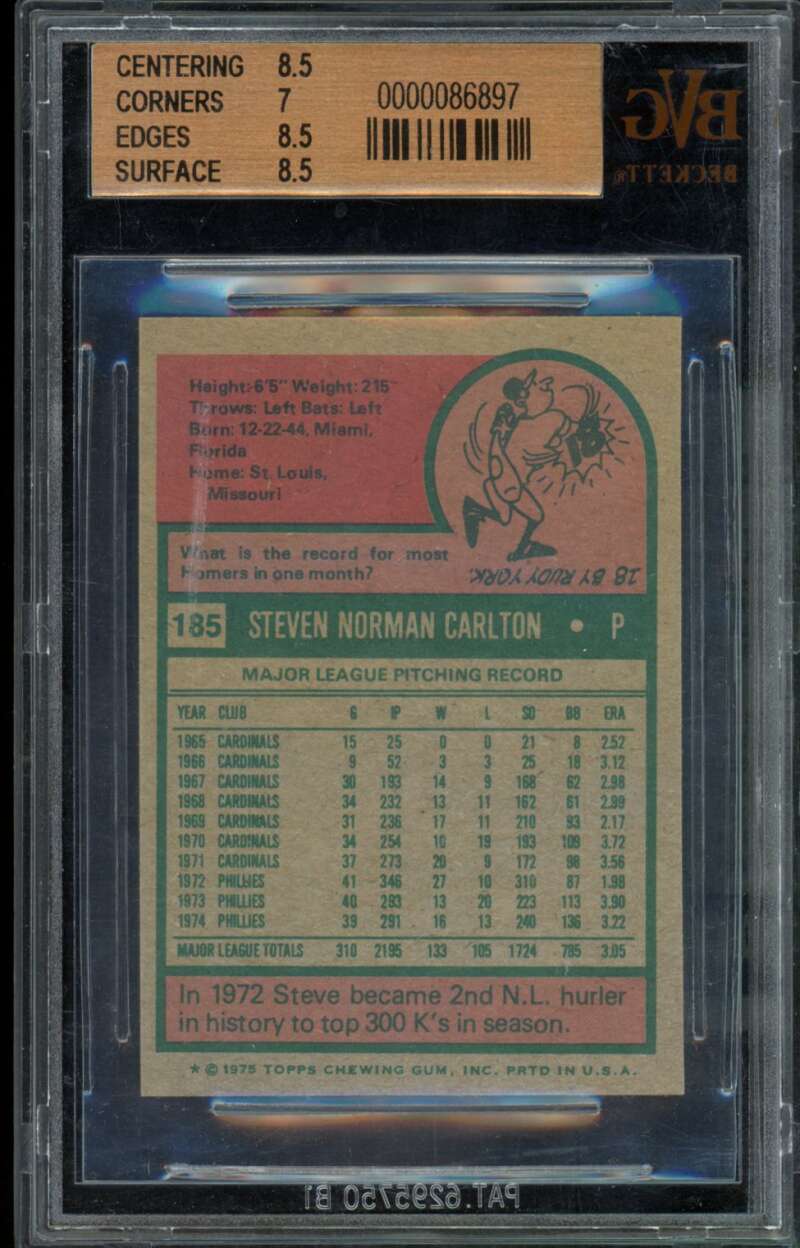 CENTERING 8.5
CORNERS 7
EDGES 8.5
SURFACE 8.5
0000086897
BVG
BECKETT®
Height: 6'5" Weight: 215
Throws: Left Bats: Left
Born: 12-22-44, Miami,
Florida
Home: St. Louis,
Missouri
What is the record for most
Homers in one month?
18 BY RUDY YORK.
185 STEVEN NORMAN CARLTON • P
MAJOR LEAGUE PITCHING RECORD
YEAR CLUB G IP W L SO BB ERA
1965 CARDINALS 15 25 0 0 21 8 2.52
1966 CARDINALS 9 52 3 3 25 18 3.12
1967 CARDINALS 30 193 14 9 168 62 2.98
1968 CARDINALS 34 232 13 11 162 61 2.99
1969 CARDINALS 31 236 17 11 210 93 2.17
1970 CARDINALS 34 254 10 19 193 109 3.72
1971 CARDINALS 37 273 20 9 172 98 3.56
1972 PHILLIES 41 346 27 10 310 87 1.98
1973 PHILLIES 40 293 13 20 223 113 3.90
1974 PHILLIES 39 291 16 13 240 136 3.22
MAJOR LEAGUE TOTALS 310 2195 133 105 1724 785 3.05
In 1972 Steve became 2nd N.L. hurler
in history to top 300 K's in season.
★ © 1975 TOPPS CHEWING GUM, INC. PRTD IN U.S.A.
PAT.6295750 B1